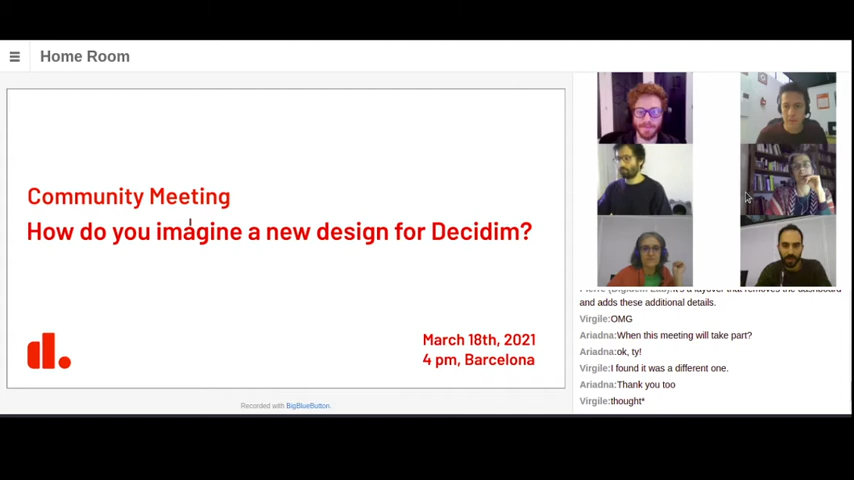 Home Room
Community Meeting
How do you imagine a new design for Decidim?
March 18th, 2021
4 pm, Barcelona
d.
Recorded with BigBlueButton.
and adds these additional details.
Virgile:OMG
Ariadna:When this meeting will take part?
Ariadna:ok, ty!
Virgile:I found it was a different one.
Ariadna:Thank you too
Virgile:thought*